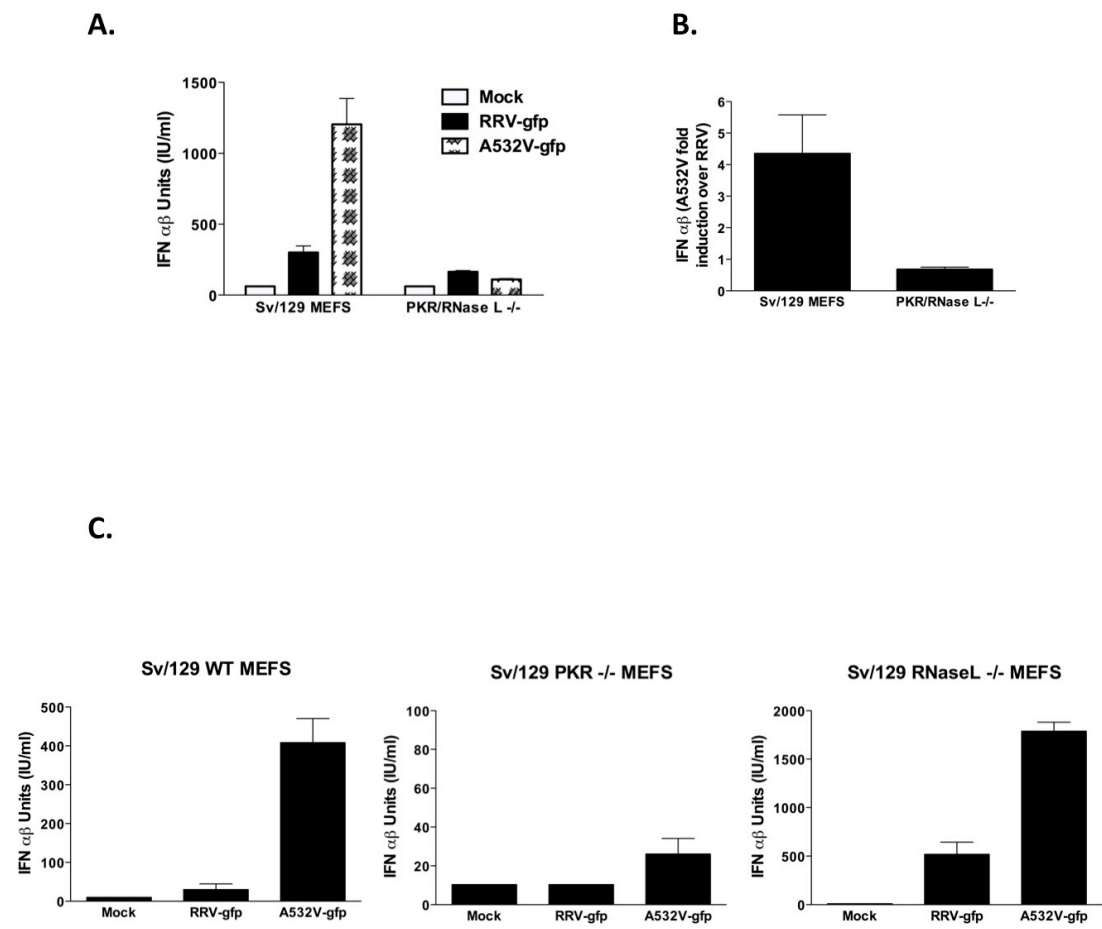 A.
B.
IFN αβ Units (IU/ml)
1500
1000
500
0
Mock
RRV-gfp
A532V-gfp
Sv/129 MEFS
PKR/RNase L -/-
IFN αβ (A532V fold
induction over RRV)
6
5
4
3
2
1
0
Sv/129 MEFS
PKR/RNase L-/-
C.
Sv/129 WT MEFS
IFN αβ Units (IU/ml)
500
400
300
200
100
0
Mock
RRV-gfp
A532V-gfp
Sv/129 PKR -/- MEFS
IFN αβ Units (IU/ml)
100
80
60
40
20
0
Mock
RRV-gfp
A532V-gfp
Sv/129 RNaseL -/- MEFS
IFN αβ Units (IU/ml)
2000
1500
1000
500
0
Mock
RRV-gfp
A532V-gfp